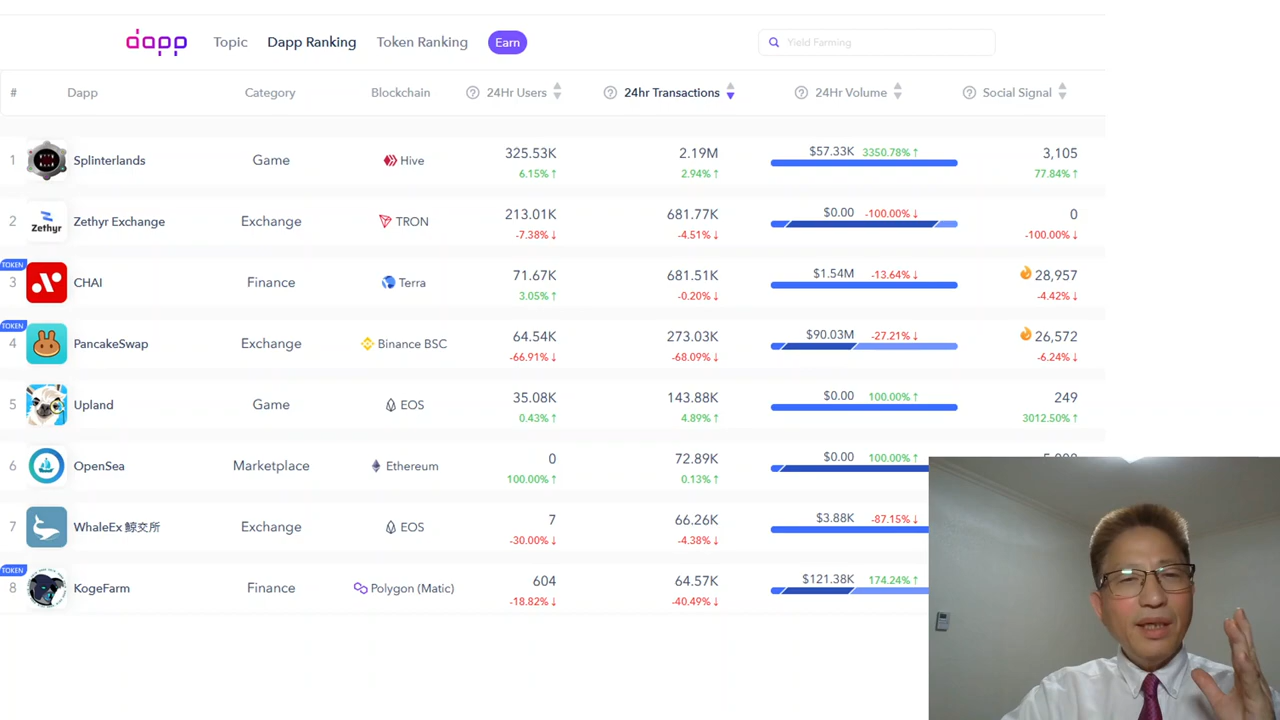 dapp Topic Dapp Ranking Token Ranking Earn Yield Farming
# Dapp Category Blockchain ? 24Hr Users ? 24hr Transactions ? 24Hr Volume ? Social Signal
1 Splinterlands Game Hive 325.53K 6.15% ↑ 2.19M 2.94% ↑ $57.33K 3350.78% ↑ 3,105 77.84% ↑
2 Zethyr Zethyr Exchange Exchange TRON 213.01K -7.38% ↓ 681.77K -4.51% ↓ $0.00 -100.00% ↓ 0 -100.00% ↓
TOKEN
3 CHAI Finance Terra 71.67K 3.05% ↑ 681.51K -0.20% ↓ $1.54M -13.64% ↓ 28,957 -4.42% ↓
TOKEN
4 PancakeSwap Exchange Binance BSC 64.54K -66.91% ↓ 273.03K -68.09% ↓ $90.03M -27.21% ↓ 26,572 -6.24% ↓
5 Upland Game EOS 35.08K 0.43% ↑ 143.88K 4.89% ↑ $0.00 100.00% ↑ 249 3012.50% ↑
6 OpenSea Marketplace Ethereum 0 100.00% ↑ 72.89K 0.13% ↑ $0.00 100.00% ↑
7 WhaleEx 鲸交所 Exchange EOS 7 -30.00% ↓ 66.26K -4.38% ↓ $3.88K -87.15% ↓
TOKEN
8 KogeFarm Finance Polygon (Matic) 604 -18.82% ↓ 64.57K -40.49% ↓ $121.38K 174.24% ↑